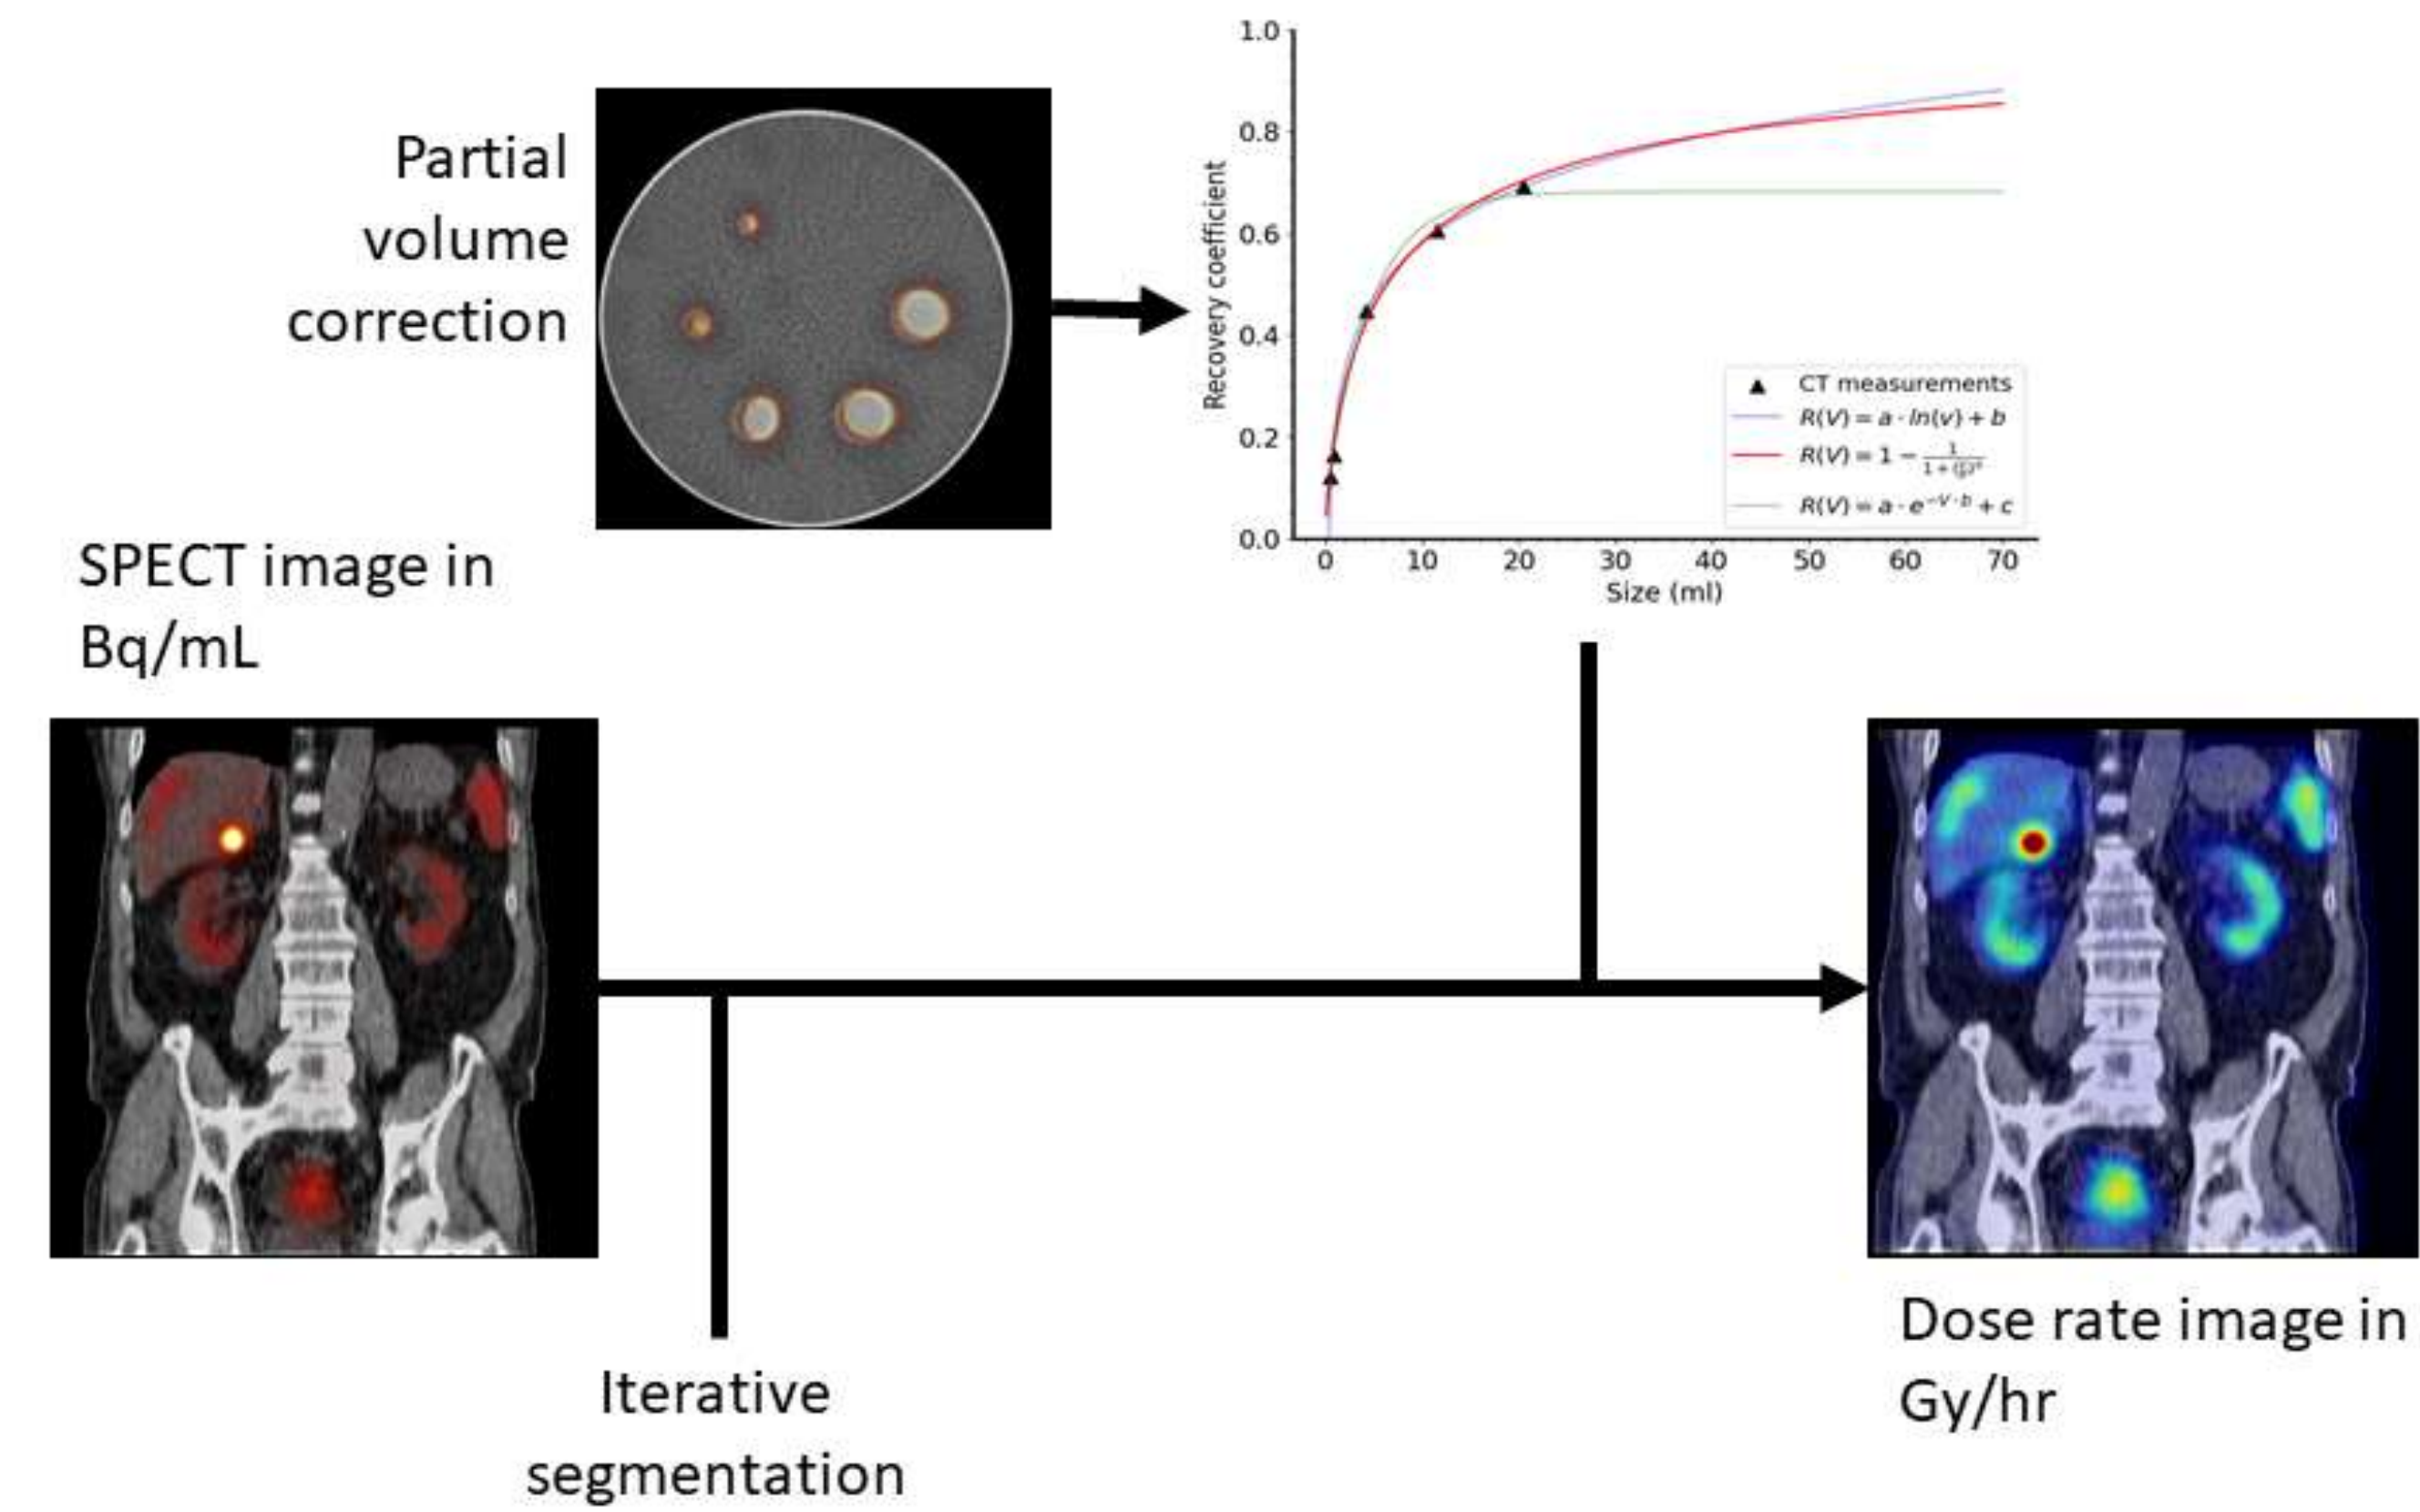 Partial
volume
correction
1.0
0.8
0.6
0.4
0.2
0.0
Recovery coefficient
0
10
20
30
40
50
60
70
Size (ml)
CT measurements
R(V) = a · ln(v) + b
R(V) = 1 −
R(V) = a · e^{−V·b} + c
SPECT image in
Bq/mL
Iterative
segmentation
Dose rate image in
Gy/hr